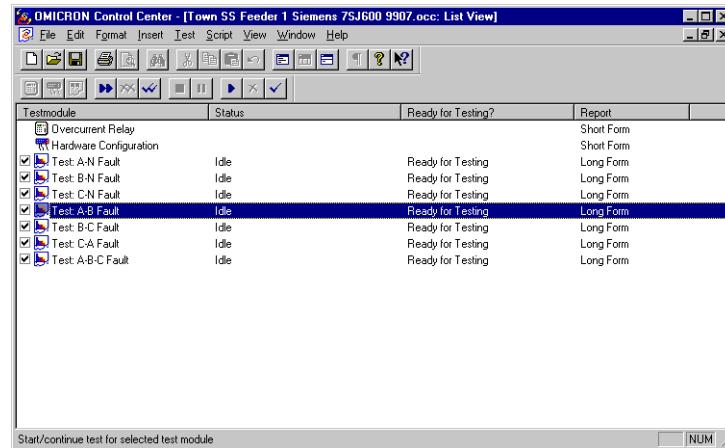 OMICRON Control Center - [Town SS Feeder 1 Siemens 7SJ600 9907.occ: List View]
File Edit Format Insert Test Script View Window Help
Testmodule Status Ready for Testing? Report
Overcurrent Relay Short Form
Hardware Configuration Short Form
Test: A-N Fault Idle Ready for Testing Long Form
Test: B-N Fault Idle Ready for Testing Long Form
Test: C-N Fault Idle Ready for Testing Long Form
Test: A-B Fault Idle Ready for Testing Long Form
Test: B-C Fault Idle Ready for Testing Long Form
Test: C-A Fault Idle Ready for Testing Long Form
Test: A-B-C Fault Idle Ready for Testing Long Form
Start/continue test for selected test module NUM